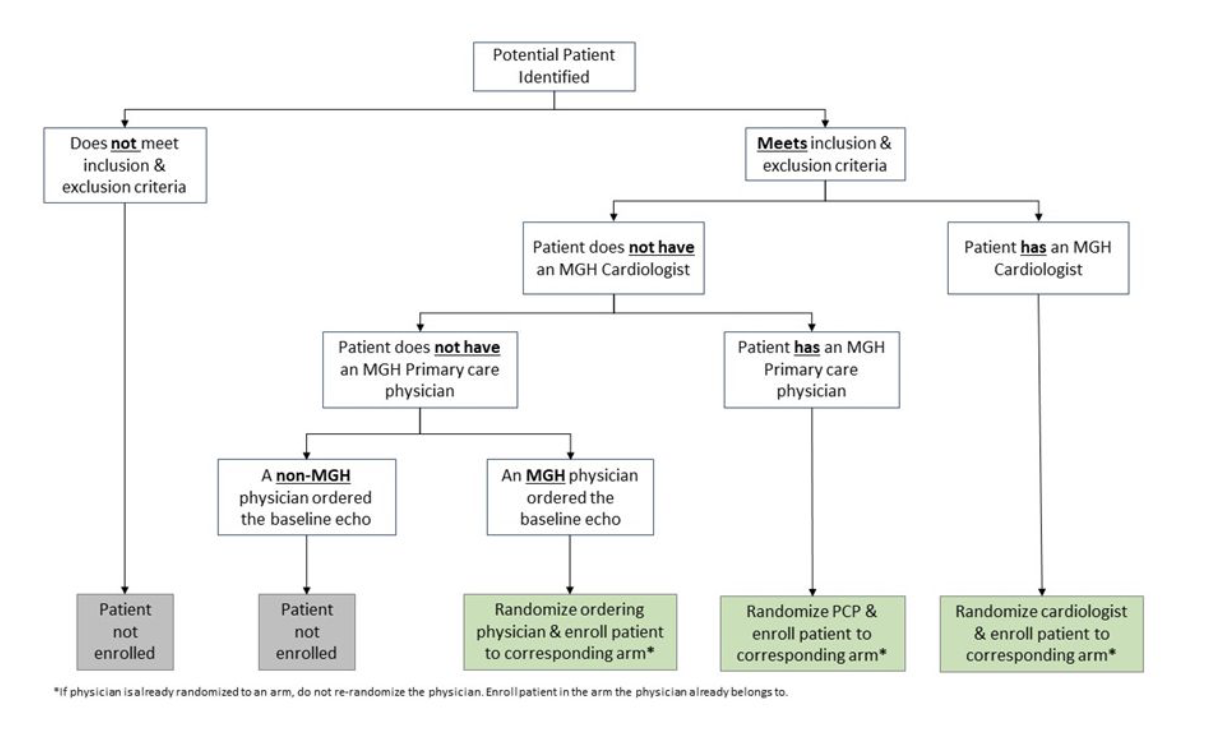 Potential Patient
Identified
Does not meet
inclusion &
exclusion criteria
Meets inclusion &
exclusion criteria
Patient does not have
an MGH Cardiologist
Patient has an MGH
Cardiologist
Patient does not have
an MGH Primary care
physician
Patient has an MGH
Primary care
physician
A non-MGH
physician ordered
the baseline echo
An MGH physician
ordered the
baseline echo
Patient
not
enrolled
Patient
not
enrolled
Randomize ordering
physician & enroll patient
to corresponding arm*
Randomize PCP &
enroll patient to
corresponding arm*
Randomize cardiologist
& enroll patient to
corresponding arm*
*If physician is already randomized to an arm, do not re-randomize the physician. Enroll patient in the arm the physician already belongs to.